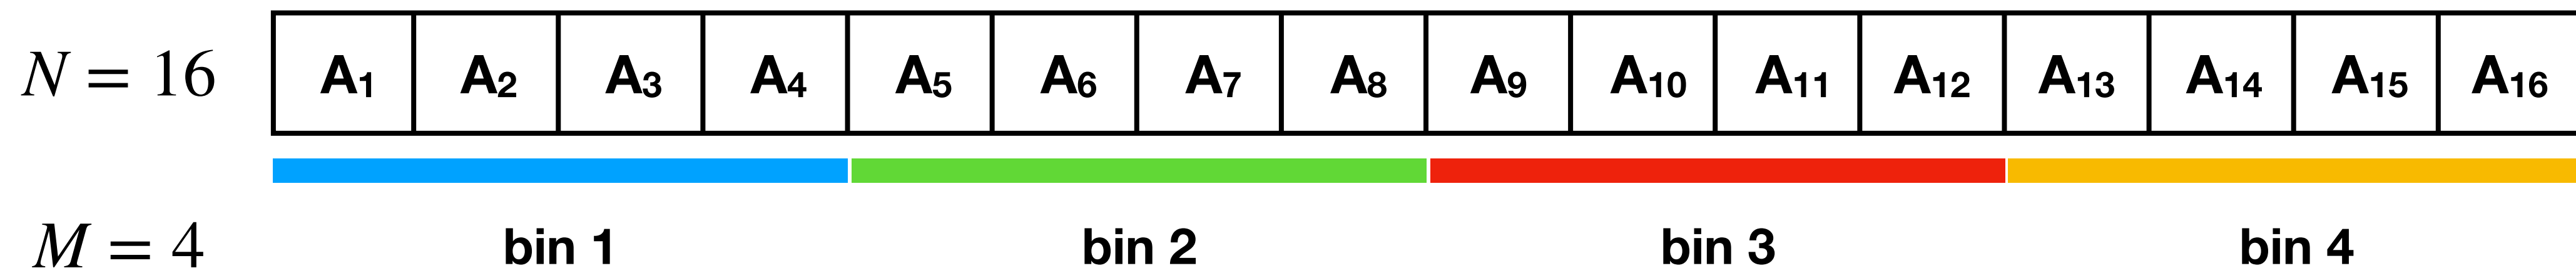 N = 16 A₁ A₂ A₃ A₄ A₅ A₆ A₇ A₈ A₉ A₁₀ A₁₁ A₁₂ A₁₃ A₁₄ A₁₅ A₁₆
M = 4 bin 1 bin 2 bin 3 bin 4